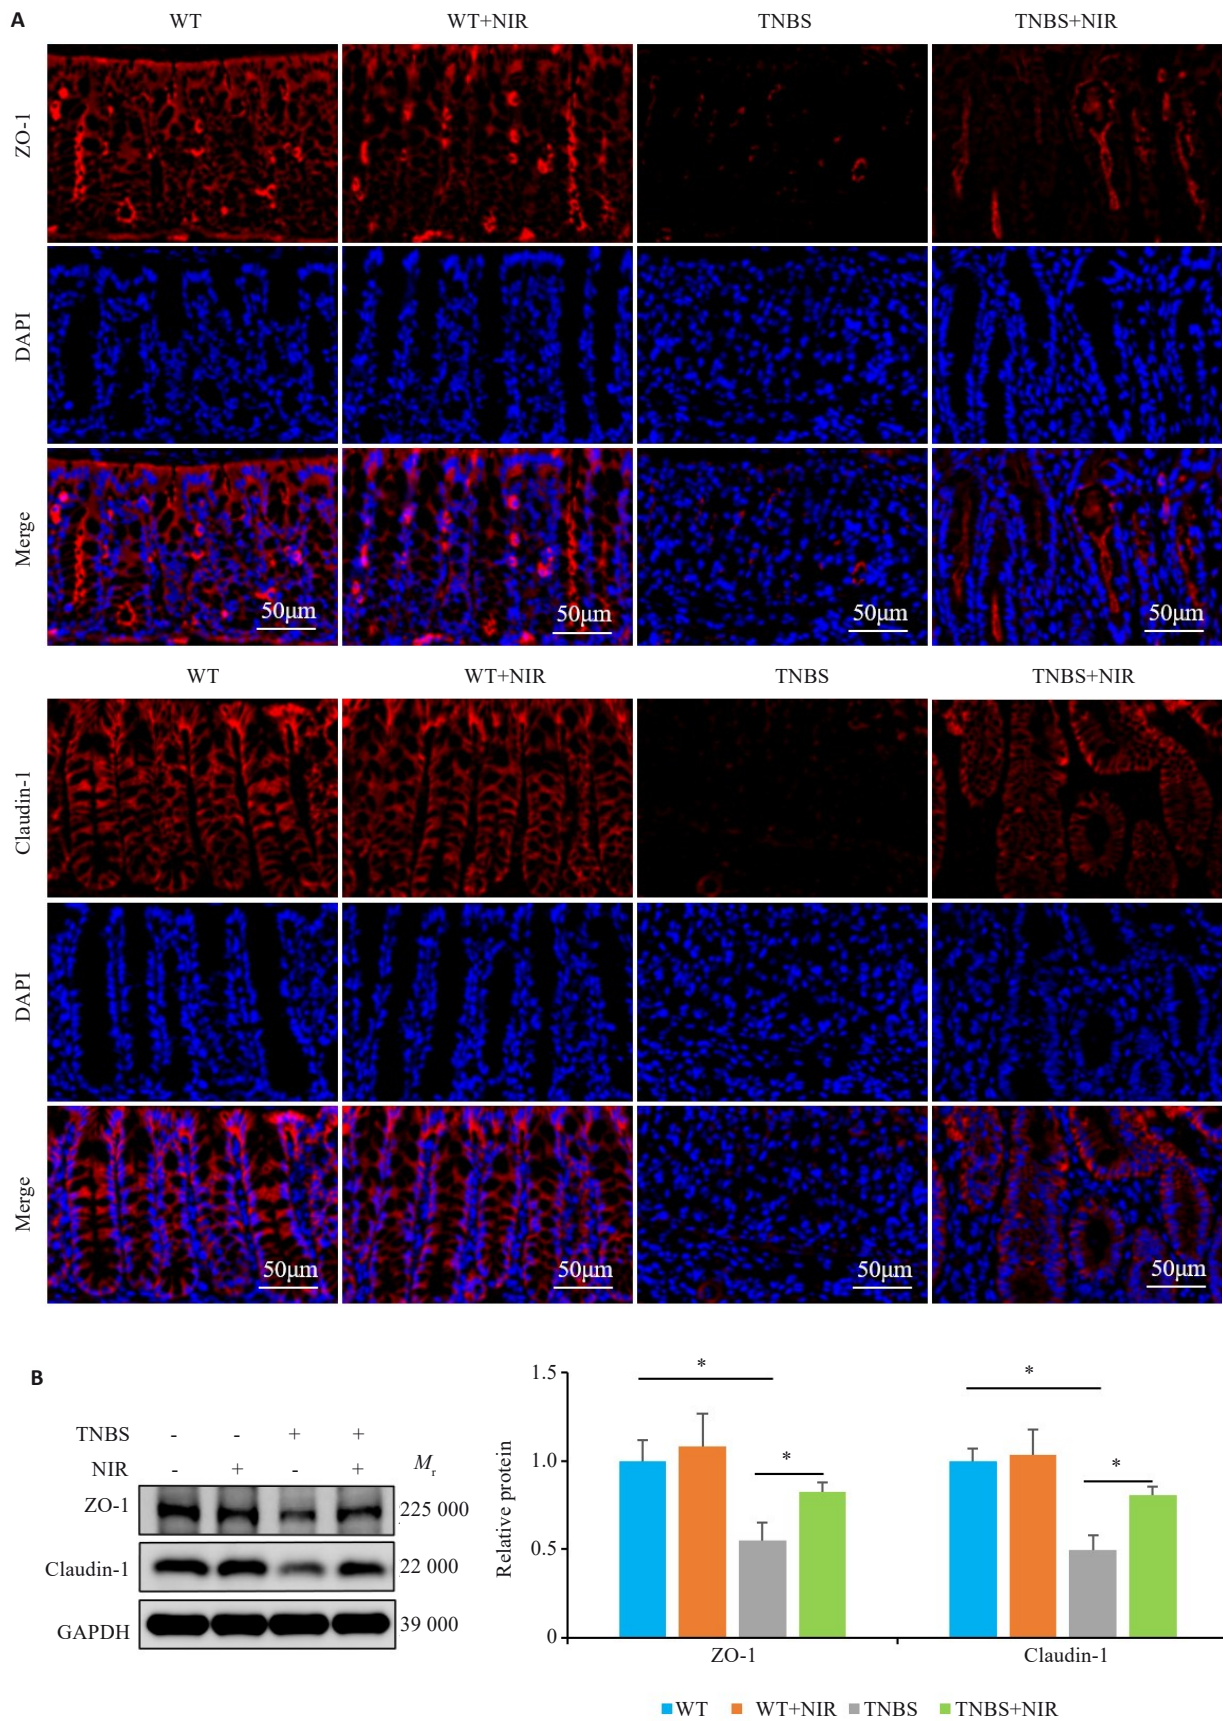 A
WT WT+NIR TNBS TNBS+NIR
ZO-1
DAPI
Merge
50μm 50μm 50μm 50μm
WT WT+NIR TNBS TNBS+NIR
Claudin-1
DAPI
Merge
50μm 50μm 50μm 50μm
B
TNBS - - + +
NIR - + - + Mr
ZO-1 225 000
Claudin-1 22 000
GAPDH 39 000
Relative protein
1.5
1.0
0.5
0
* * * *
ZO-1 Claudin-1
WT WT+NIR TNBS TNBS+NIR